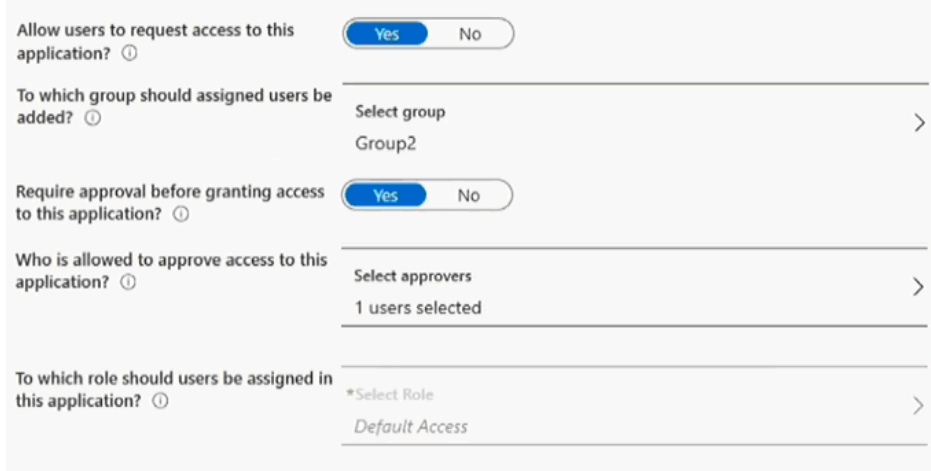 Allow users to request access to this
application?
Yes No
To which group should assigned users be
added?
Select group
Group2
Require approval before granting access
to this application?
Yes No
Who is allowed to approve access to this
application?
Select approvers
1 users selected
To which role should users be assigned in
this application?
*Select Role
Default Access